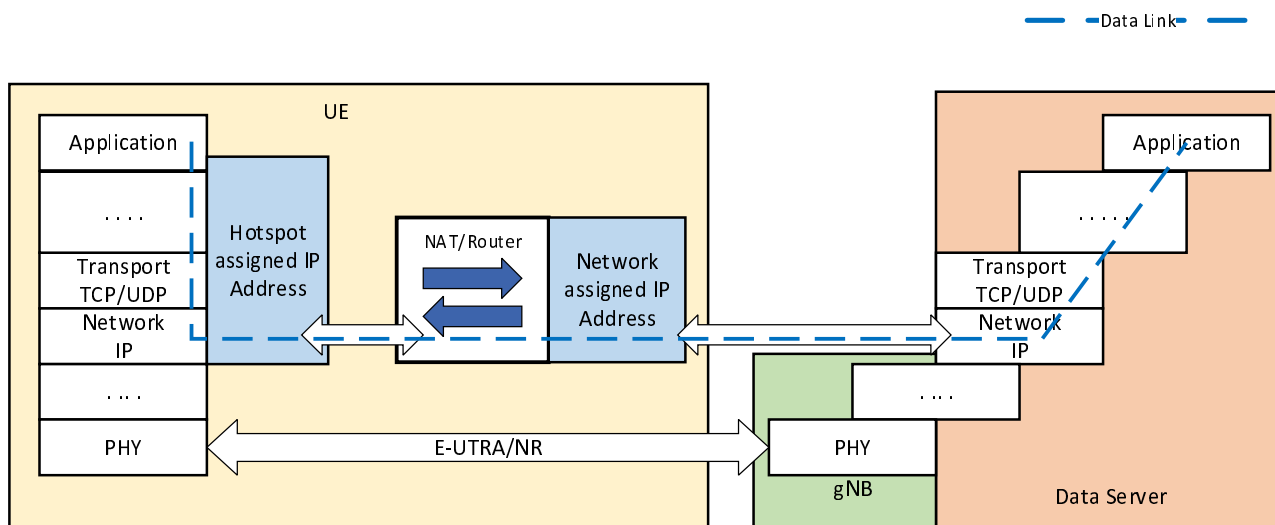 Data Link
UE
Application
. . . .
Transport
TCP/UDP
Network
IP
. . . .
PHY
Hotspot
assigned IP
Address
NAT/Router
Network
assigned IP
Address
E-UTRA/NR
Application
. . . . .
Transport
TCP/UDP
Network
IP
. . . .
PHY
gNB
Data Server